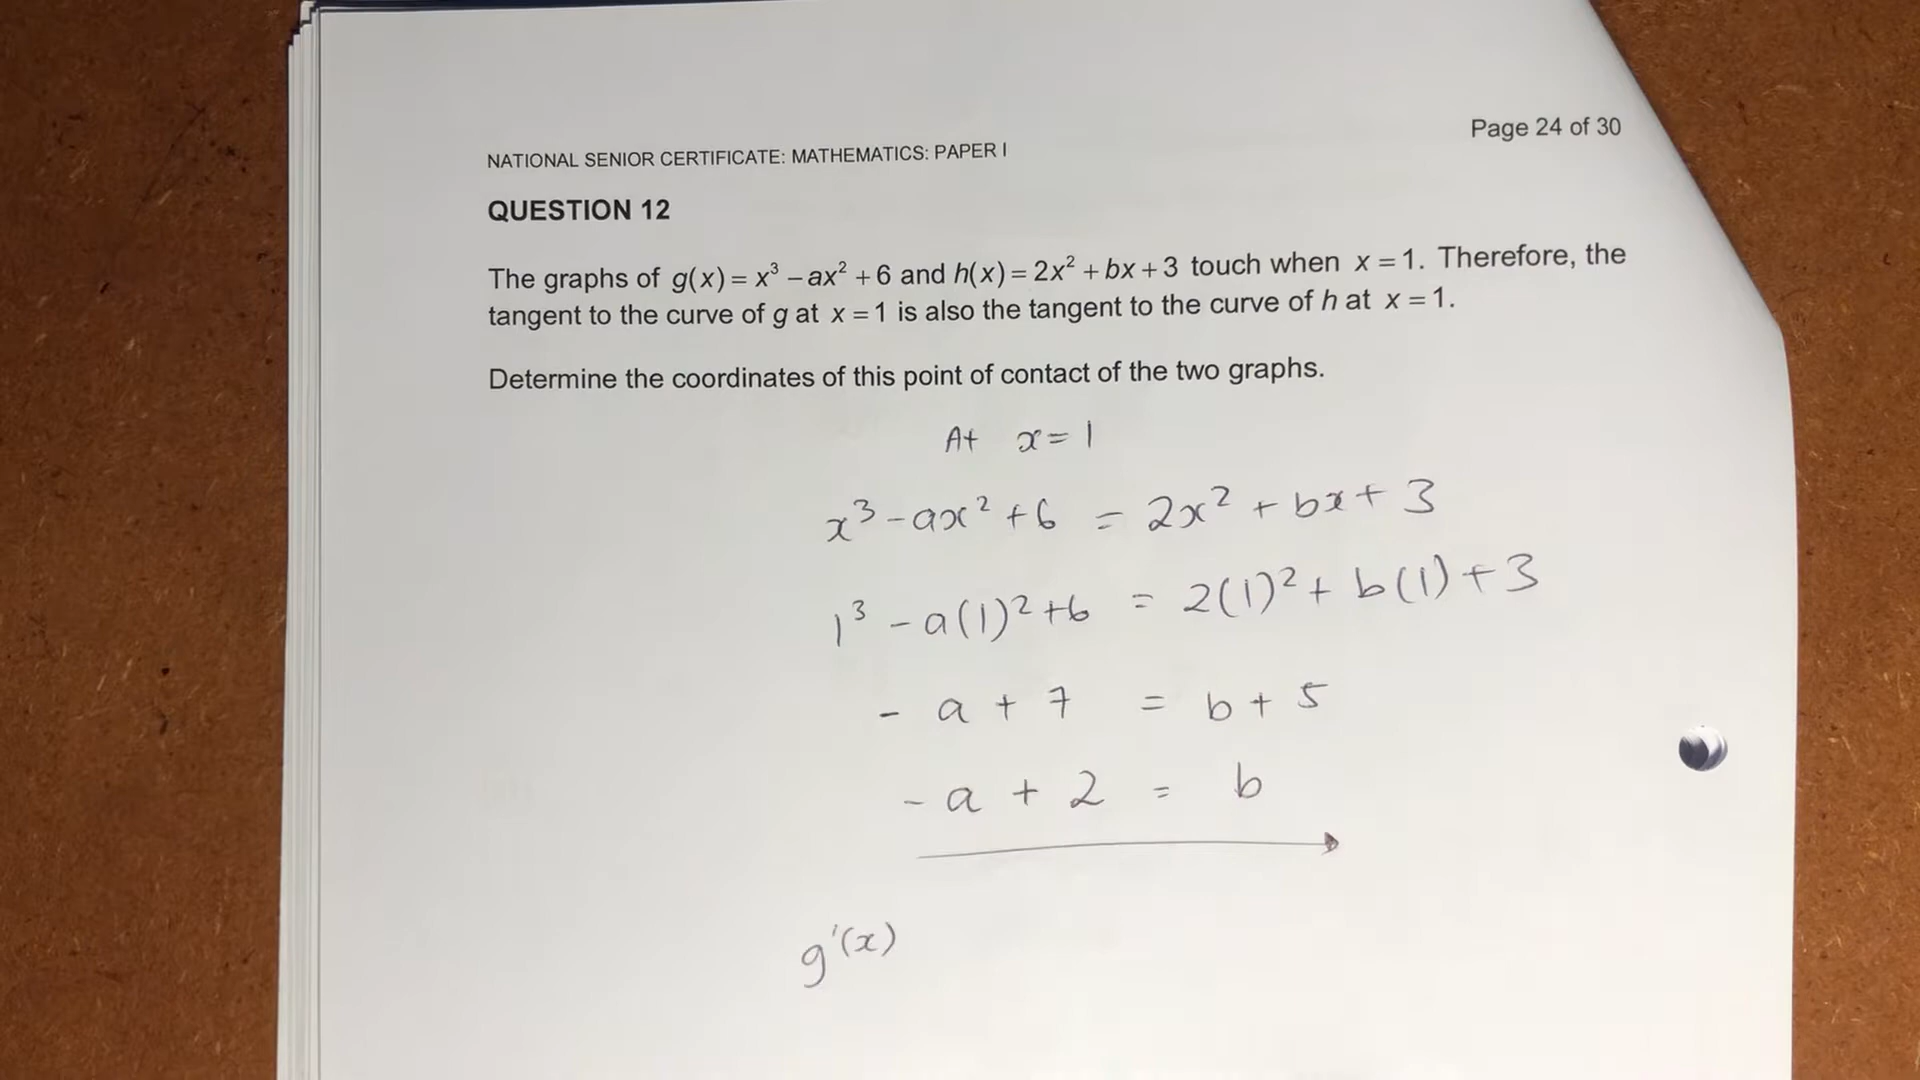 Page 24 of 30
NATIONAL SENIOR CERTIFICATE: MATHEMATICS: PAPER I
QUESTION 12
The graphs of g(x) = x³ – ax² + 6 and h(x) = 2x² + bx + 3 touch when x = 1. Therefore, the
tangent to the curve of g at x = 1 is also the tangent to the curve of h at x = 1.
Determine the coordinates of this point of contact of the two graphs.
At x = 1
x³ - ax² + 6 = 2x² + bx + 3
1³ - a(1)² + 6 = 2(1)² + b(1) + 3
- a + 7 = b + 5
- a + 2 = b
g'(x)